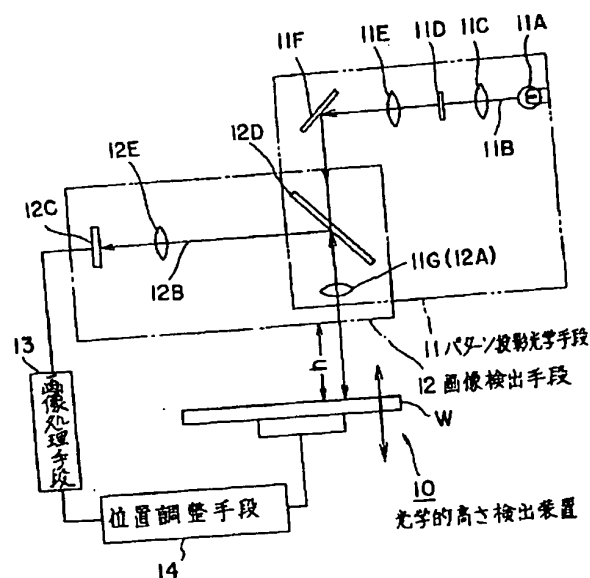 11F
11E
11D
11C
11A
11B
12D
12E
12C
12B
11G(12A)
11 パターン投影光学手段
12 画像検出手段
13
画像処理手段
h
W
10
光学的高さ検出装置
位置調整手段
14